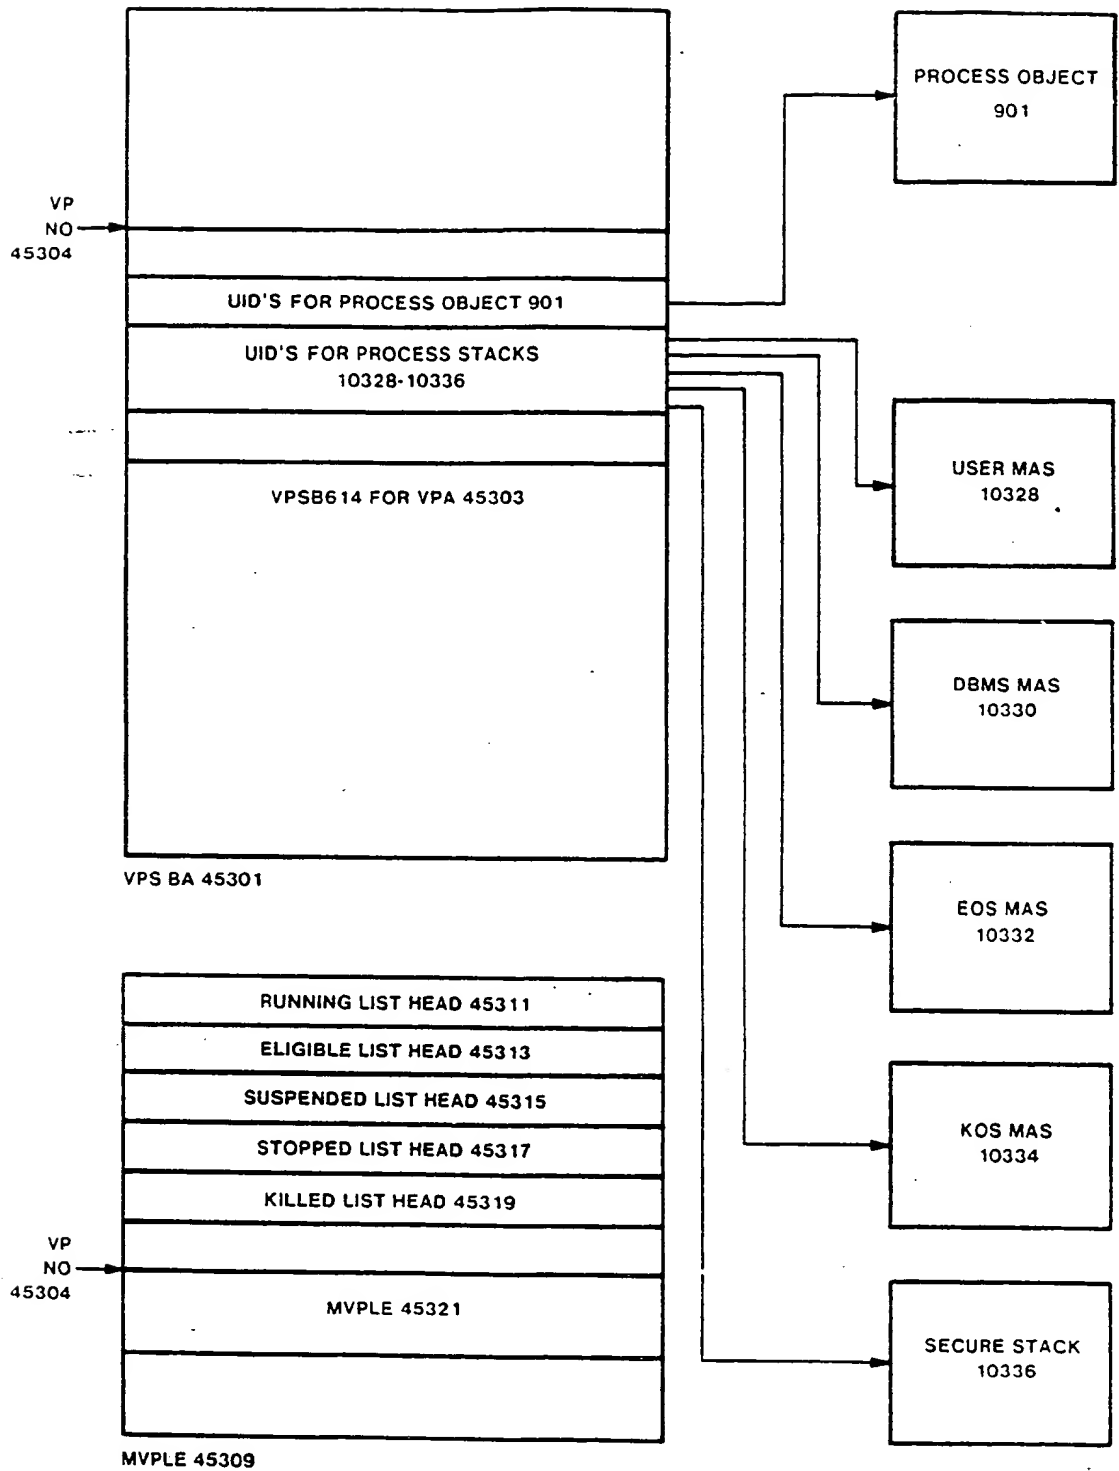 PROCESS OBJECT
901
VP
NO
45304
UID'S FOR PROCESS OBJECT 901
UID'S FOR PROCESS STACKS
10328-10336
VPSB614 FOR VPA 45303
VPS BA 45301
USER MAS
10328
DBMS MAS
10330
EOS MAS
10332
KOS MAS
10334
SECURE STACK
10336
RUNNING LIST HEAD 45311
ELIGIBLE LIST HEAD 45313
SUSPENDED LIST HEAD 45315
STOPPED LIST HEAD 45317
KILLED LIST HEAD 45319
VP
NO
45304
MVPLE 45321
MVPLE 45309